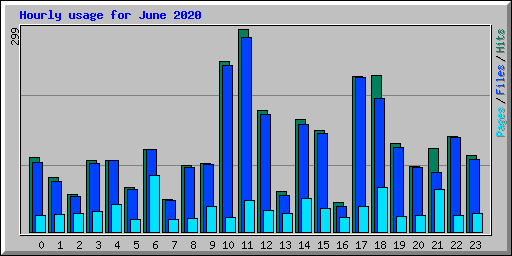 Hourly usage for June 2020
299
Pages / Files / Hits
0 1 2 3 4 5 6 7 8 9 10 11 12 13 14 15 16 17 18 19 20 21 22 23